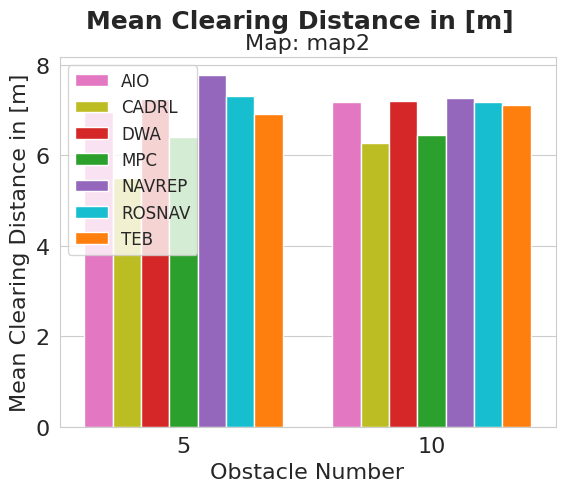 Mean Clearing Distance in [m]
Map: map2
Mean Clearing Distance in [m]
8
6
4
2
0
AIO
CADRL
DWA
MPC
NAVREP
ROSNAV
TEB
5
10
Obstacle Number